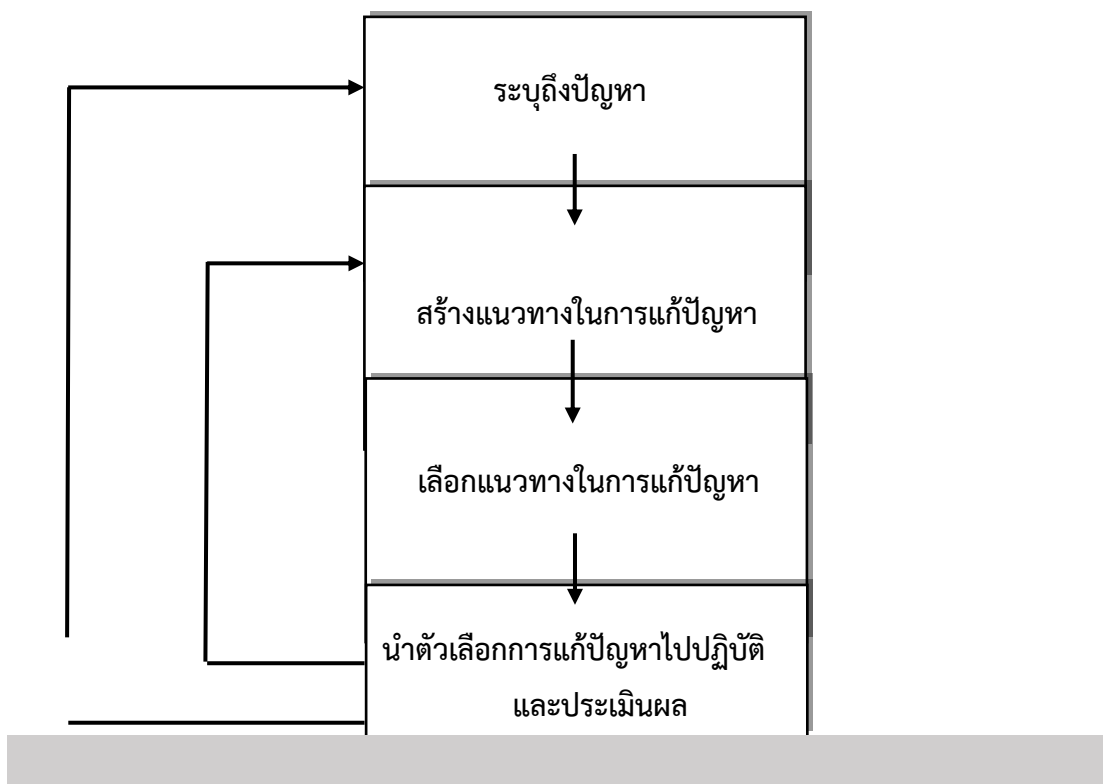 ระบุถึงปัญหา
สร้างแนวทางในการแก้ปัญหา
เลือกแนวทางในการแก้ปัญหา
นำตัวเลือกการแก้ปัญหาไปปฏิบัติ
และประเมินผล